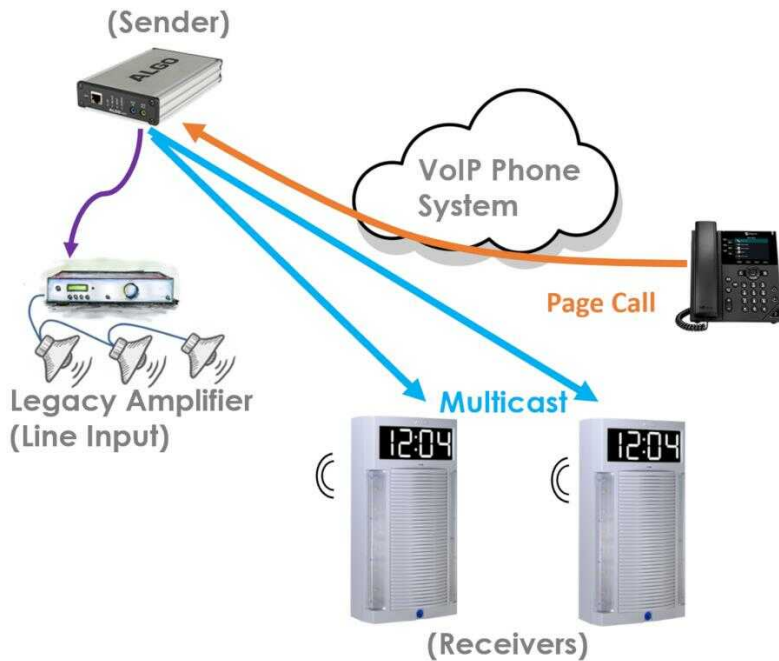 (Sender)
ALGO
VoIP Phone
System
Page Call
Legacy Amplifier
(Line Input)
Multicast
12:04
12:04
(Receivers)